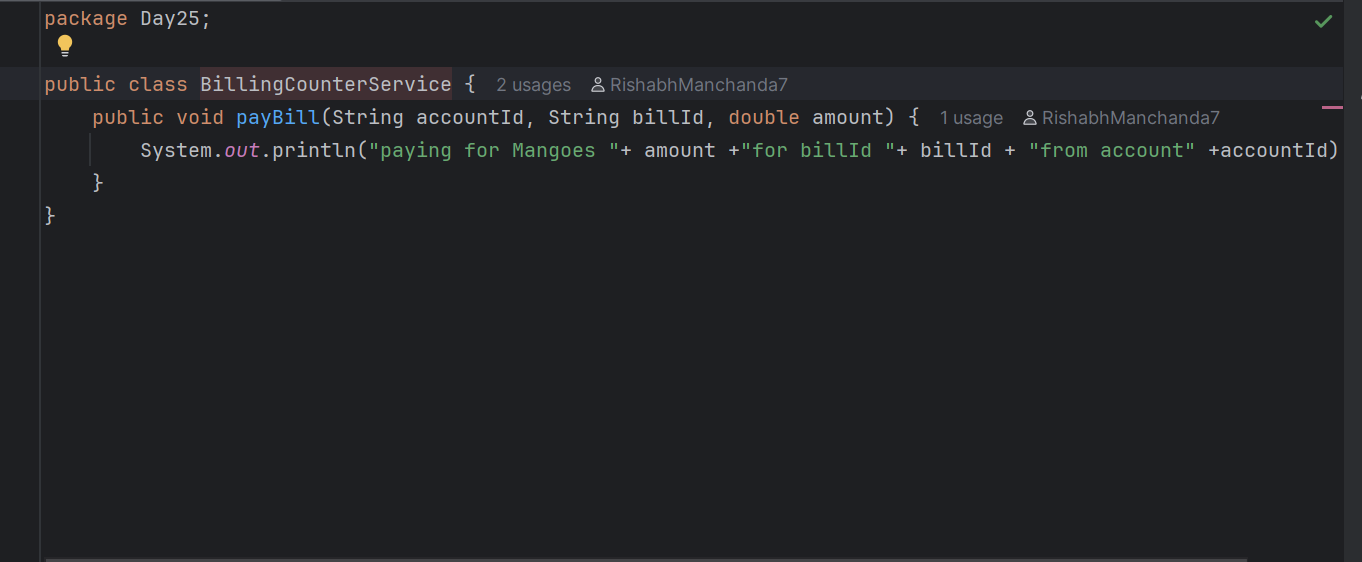 package Day25;
public class BillingCounterService { 2 usages RishabhManchanda7
public void payBill(String accountId, String billId, double amount) { 1 usage RishabhManchanda7
System.out.println("paying for Mangoes "+ amount +"for billId "+ billId + "from account" +accountId)
}
}